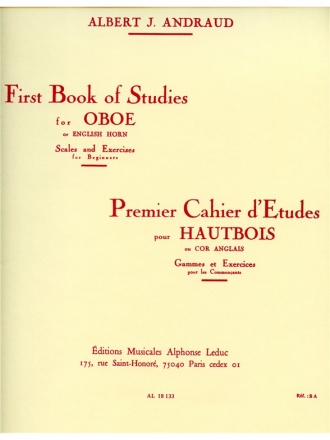 ALBERT J. ANDRAUD
First Book of Studies
for OBOE
or ENGLISH HORN
Scales and Exercises
for Beginners
Premier Cahier d'Etudes
pour HAUTBOIS
ou COR ANGLAIS
Gammes et Exercices
pour les Commençants
Éditions Musicales Alphonse Leduc
175, rue Saint-Honoré, 75040 Paris cedex 01
AL 18 133
Réf. : BA